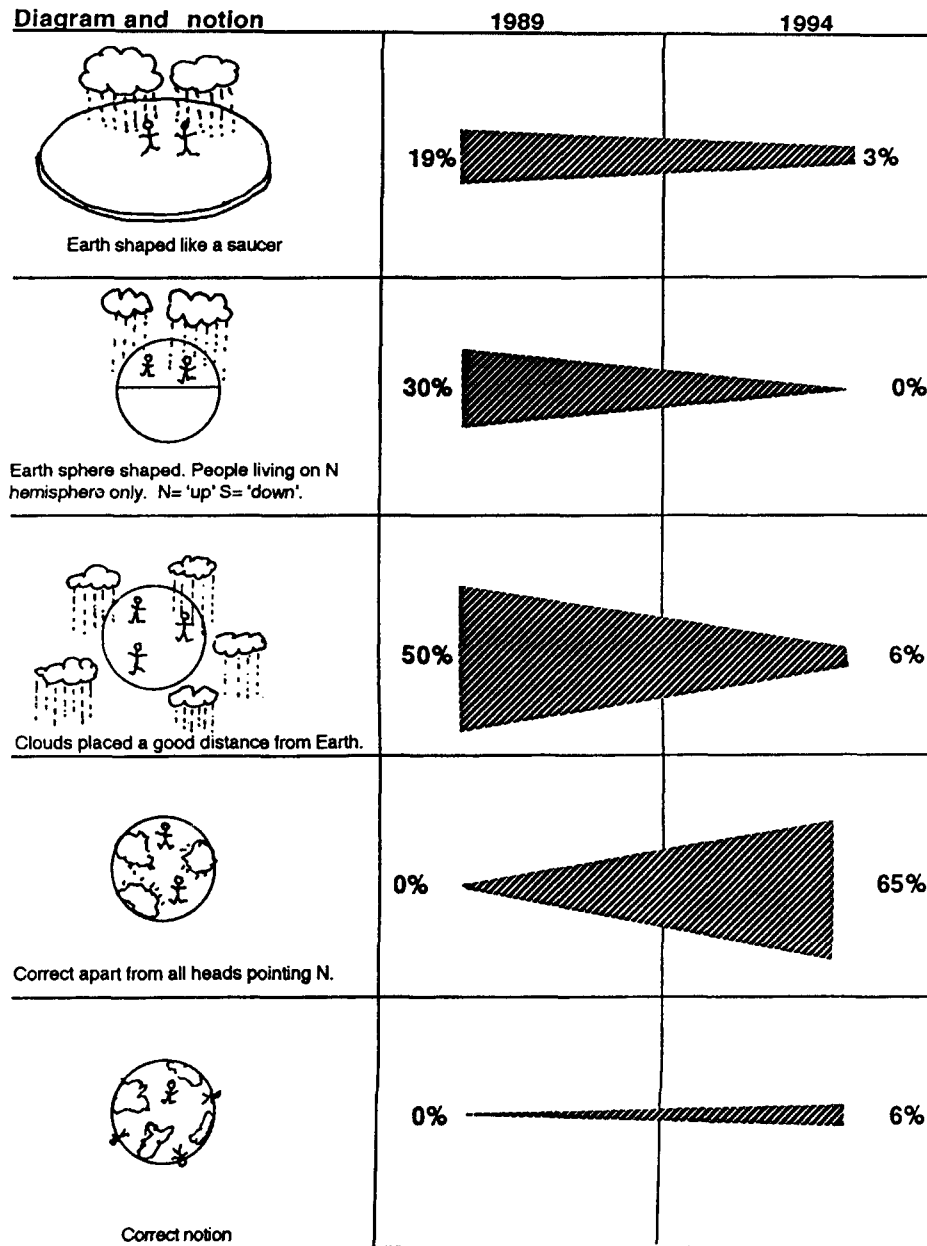 Diagram and notion 1989 1994
19% 3%
Earth shaped like a saucer
30% 0%
Earth sphere shaped. People living on N
hemisphere only. N= 'up' S= 'down'.
50% 6%
Clouds placed a good distance from Earth.
0% 65%
Correct apart from all heads pointing N.
0% 6%
Correct notion